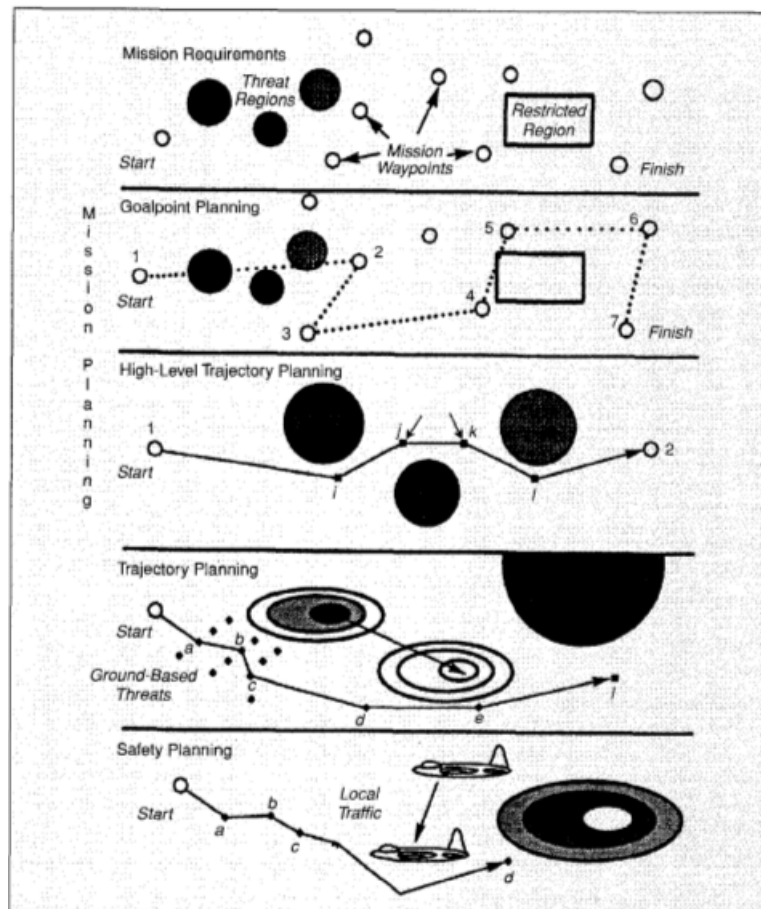 Mission Requirements
Threat
Regions
Restricted
Region
Mission
Waypoints
Start
Finish
Mission Planning
Goalpoint Planning
1
2
5
6
Start
3
4
7
Finish
High-Level Trajectory Planning
1
j
k
2
Start
i
l
Trajectory Planning
Start
a
b
Ground-Based
Threats
c
d
e
l
Safety Planning
Start
Local
Traffic
a
b
c
d